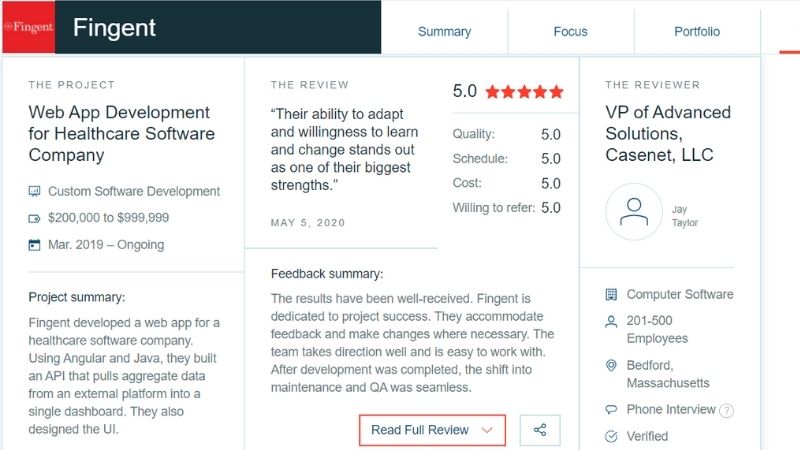 Fingent
Fingent
Summary
Focus
Portfolio
THE PROJECT
Web App Development
for Healthcare Software
Company
Custom Software Development
$200,000 to $999,999
Mar. 2019 – Ongoing
Project summary:
Fingent developed a web app for a
healthcare software company.
Using Angular and Java, they built
an API that pulls aggregate data
from an external platform into a
single dashboard. They also
designed the UI.
THE REVIEW
“Their ability to adapt
and willingness to learn
and change stands out
as one of their biggest
strengths.”
MAY 5, 2020
5.0
Quality: 5.0
Schedule: 5.0
Cost: 5.0
Willing to refer: 5.0
Feedback summary:
The results have been well-received. Fingent is
dedicated to project success. They accommodate
feedback and make changes where necessary. The
team takes direction well and is easy to work with.
After development was completed, the shift into
maintenance and QA was seamless.
Read Full Review
THE REVIEWER
VP of Advanced
Solutions,
Casenet, LLC
Jay
Taylor
Computer Software
201-500
Employees
Bedford,
Massachusetts
Phone Interview ?
Verified